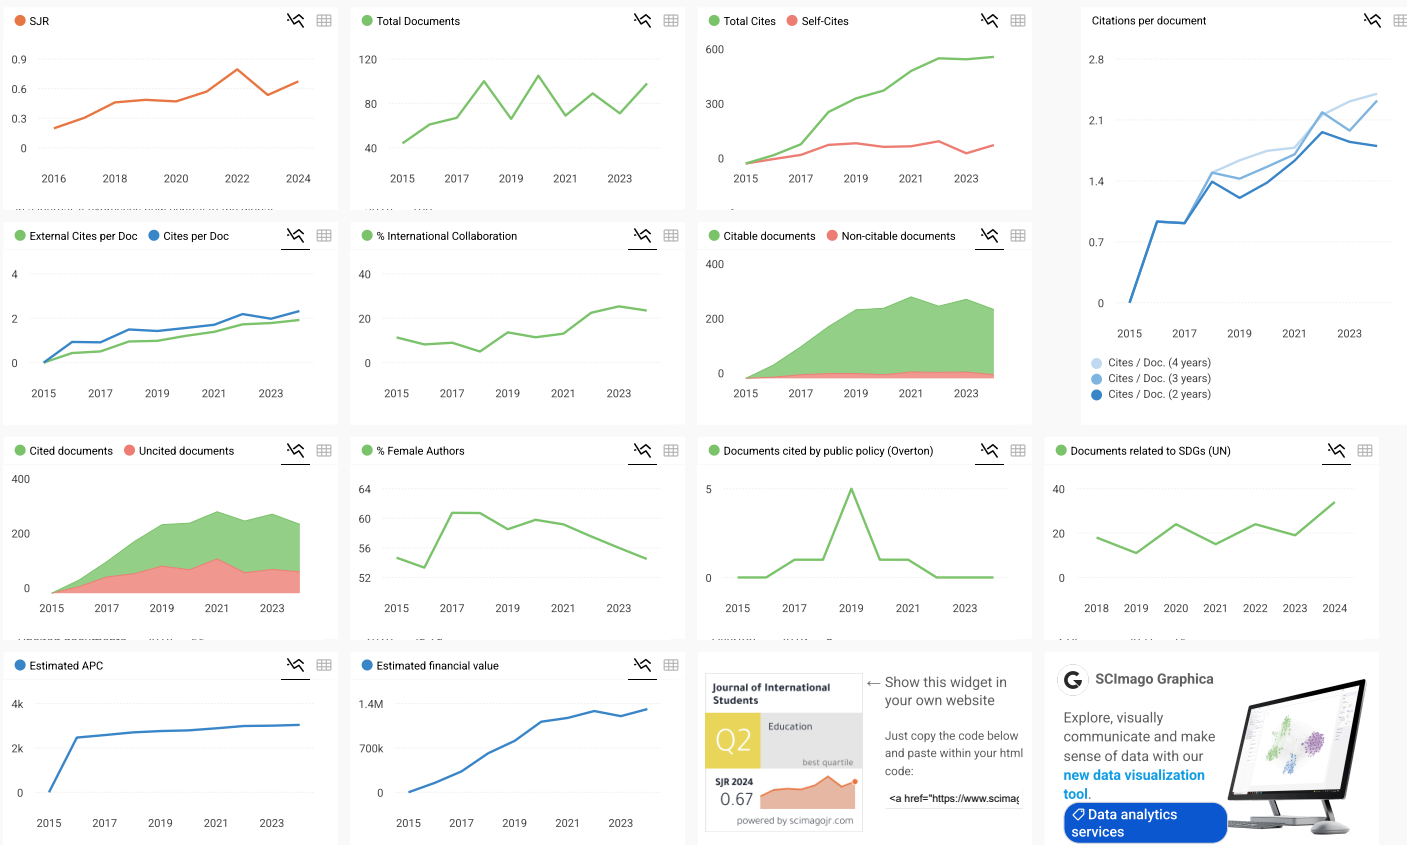 SJR
0.9
0.6
0.3
0
2016 2018 2020 2022 2024
Total Documents
120
80
40
2015 2017 2019 2021 2023
Total Cites Self-Cites
600
300
0
2015 2017 2019 2021 2023
Citations per document
2.8
2.1
1.4
0.7
0
2015 2017 2019 2021 2023
Cites / Doc. (4 years)
Cites / Doc. (3 years)
Cites / Doc. (2 years)
External Cites per Doc Cites per Doc
4
2
0
2015 2017 2019 2021 2023
% International Collaboration
40
20
0
2015 2017 2019 2021 2023
Citable documents Non-citable documents
400
200
0
2015 2017 2019 2021 2023
Cited documents Uncited documents
400
200
0
2015 2017 2019 2021 2023
% Female Authors
64
60
56
52
2015 2017 2019 2021 2023
Documents cited by public policy (Overton)
5
0
2015 2017 2019 2021 2023
Documents related to SDGs (UN)
40
20
0
2018 2019 2020 2021 2022 2023 2024
Estimated APC
4k
2k
0
2015 2017 2019 2021 2023
Estimated financial value
1.4M
700k
0
2015 2017 2019 2021 2023
Journal of International
Students
Q2
Education
best quartile
SJR 2024
0.67
powered by scimagojr.com
← Show this widget in
your own website
Just copy the code below
and paste within your html
code:
<a href="https://www.scimag
SCImago Graphica
Explore, visually
communicate and make
sense of data with our
new data visualization
tool.
Data analytics
services